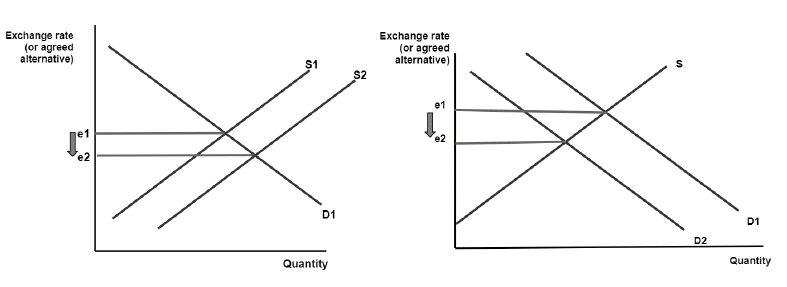 Exchange rate
(or agreed
alternative)
S1
S2
e1
e2
D1
Quantity
Exchange rate
(or agreed
alternative)
S
e1
e2
D1
D2
Quantity